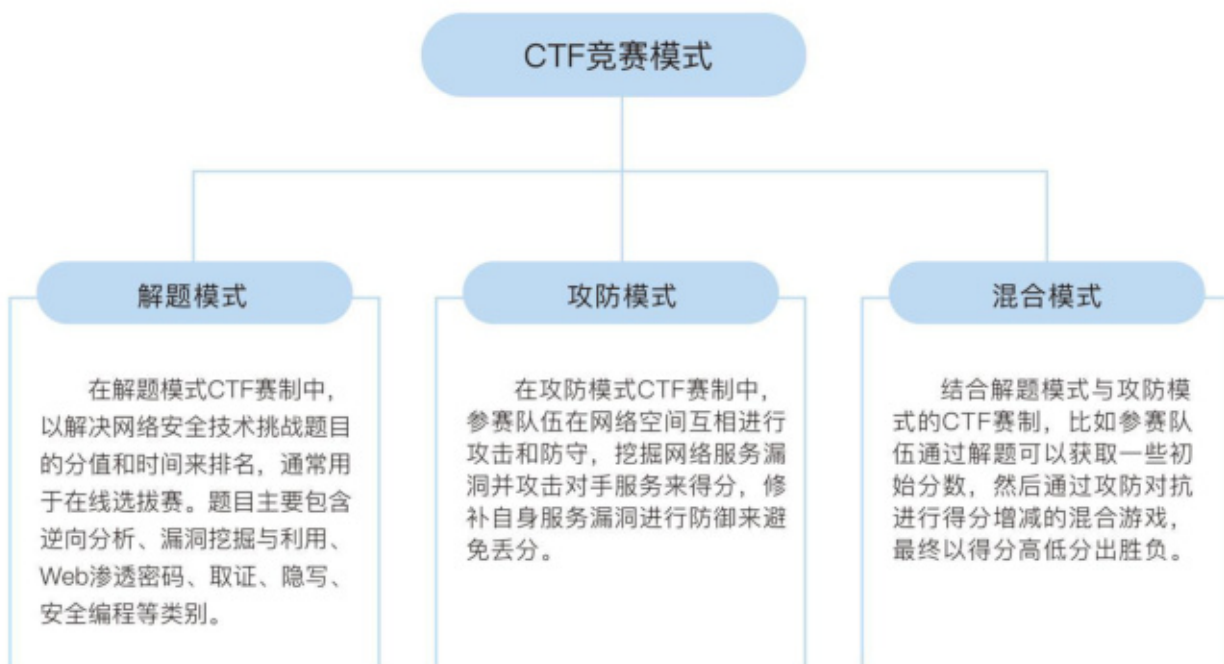 CTF竞赛模式
解题模式
在解题模式CTF赛制中，
以解决网络安全技术挑战题目
的分值和时间来排名，通常用
于在线选拔赛。题目主要包含
逆向分析、漏洞挖掘与利用、
Web渗透密码、取证、隐写、
安全编程等类别。
攻防模式
在攻防模式CTF赛制中，
参赛队伍在网络空间互相进行
攻击和防守，挖掘网络服务漏
洞并攻击对手服务来得分，修
补自身服务漏洞进行防御来避
免丢分。
混合模式
结合解题模式与攻防模
式的CTF赛制，比如参赛队
伍通过解题可以获取一些初
始分数，然后通过攻防对抗
进行得分增减的混合游戏，
最终以得分高低分出胜负。